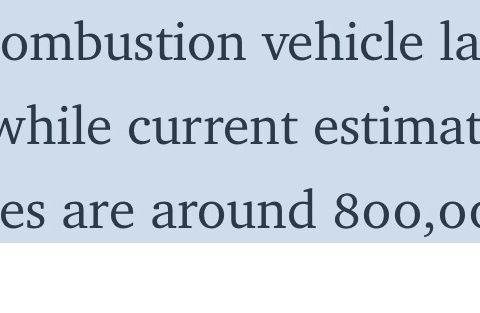 ombustion vehicle la
while current estimat
es are around 800,00